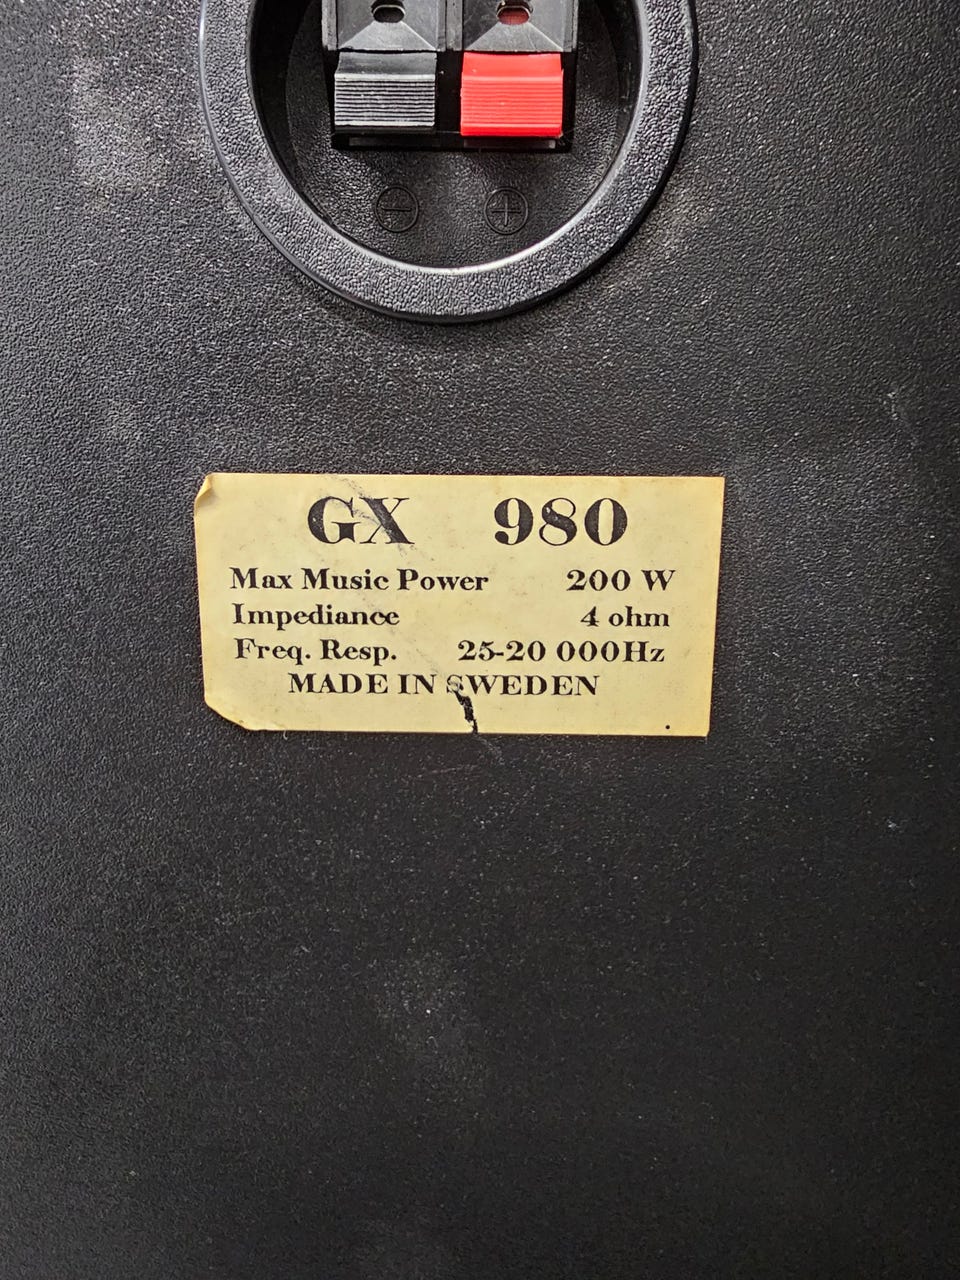 − +
GX 980
Max Music Power 200 W
Impediance 4 ohm
Freq. Resp. 25-20 000Hz
MADE IN SWEDEN